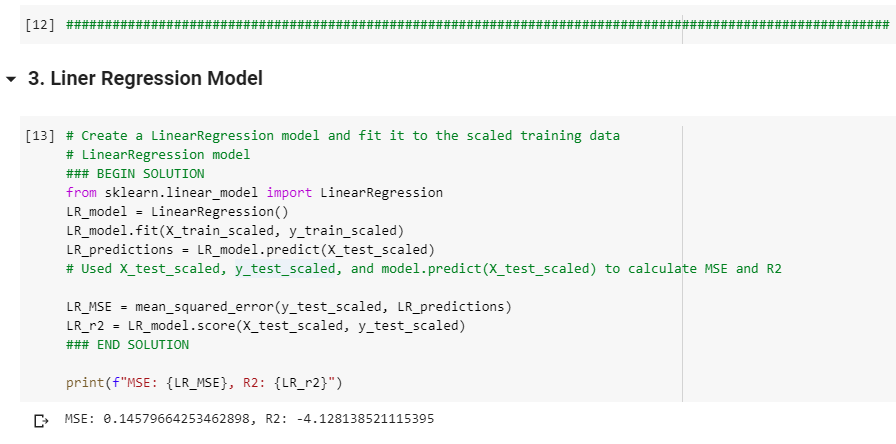 [12] ##########################################################################################################
3. Liner Regression Model
[13] # Create a LinearRegression model and fit it to the scaled training data
# LinearRegression model
### BEGIN SOLUTION
from sklearn.linear_model import LinearRegression
LR_model = LinearRegression()
LR_model.fit(X_train_scaled, y_train_scaled)
LR_predictions = LR_model.predict(X_test_scaled)
# Used X_test_scaled, y_test_scaled, and model.predict(X_test_scaled) to calculate MSE and R2
LR_MSE = mean_squared_error(y_test_scaled, LR_predictions)
LR_r2 = LR_model.score(X_test_scaled, y_test_scaled)
### END SOLUTION
print(f"MSE: {LR_MSE}, R2: {LR_r2}")
MSE: 0.14579664253462898, R2: -4.128138521115395